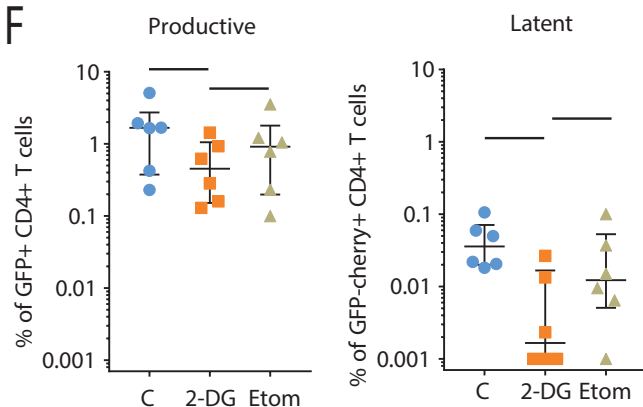 F
Productive
% of GFP+ CD4+ T cells
10
1
0.1
0.01
0.001
C 2-DG Etom
Latent
% of GFP-cherry+ CD4+ T cells
10
1
0.1
0.01
0.001
C 2-DG Etom